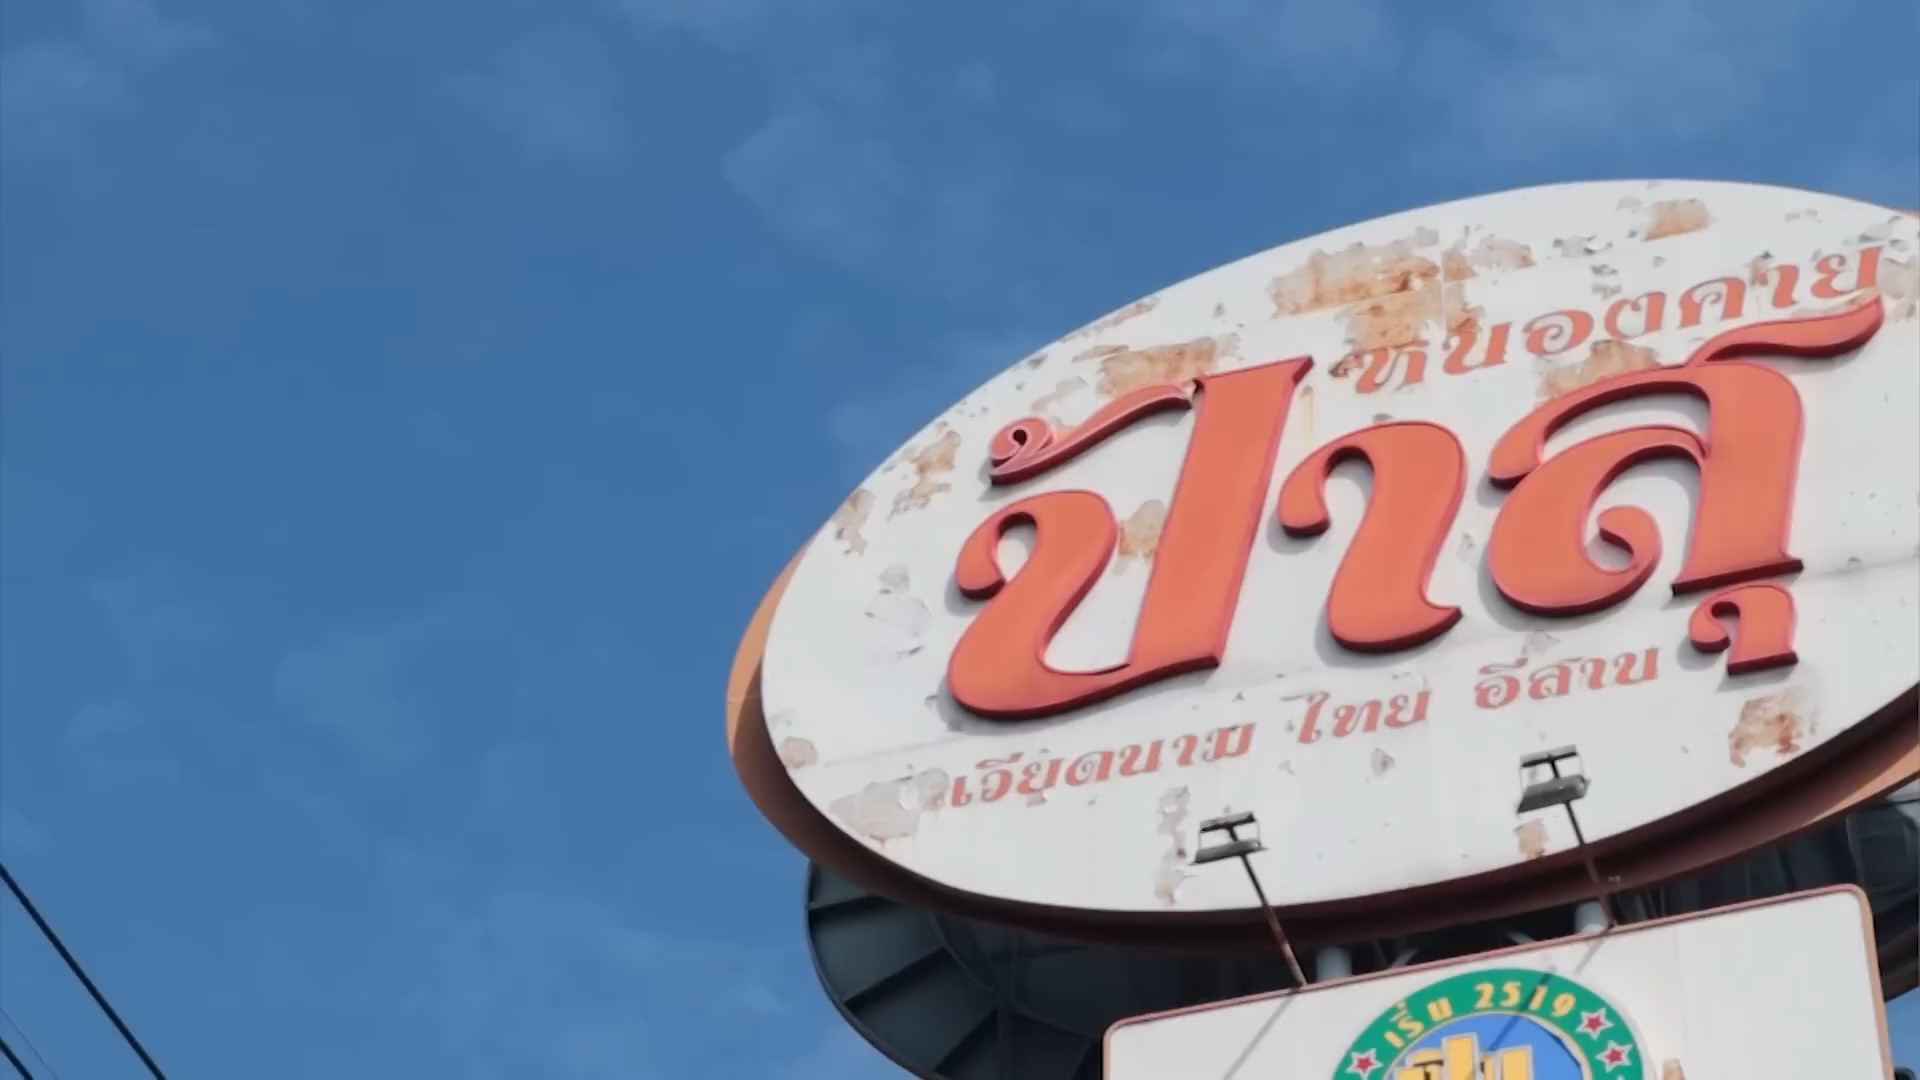 ที่หนองคาย
ป้าสุ
เวียดนาม ไทย อีสาน
เริ่ม 2519